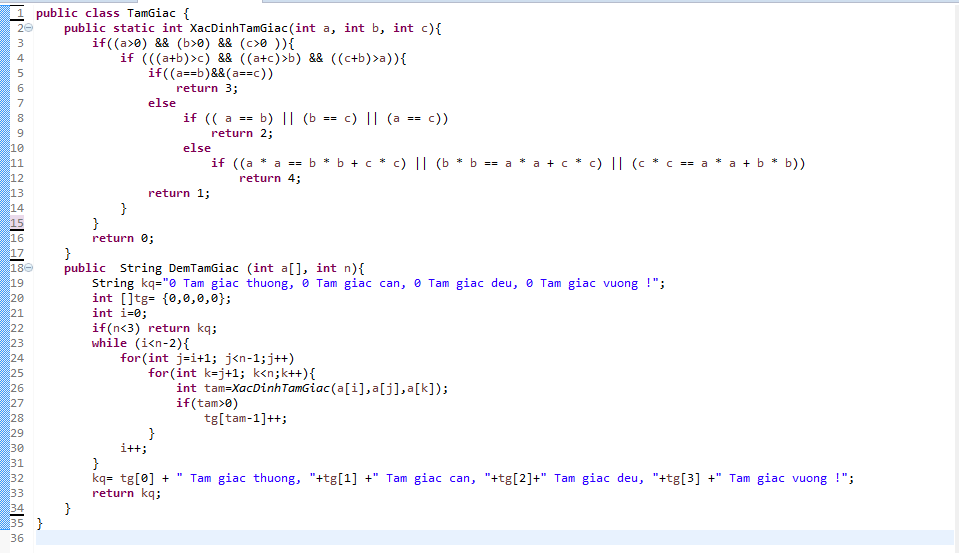 1 public class TamGiac {
2 public static int XacDinhTamGiac(int a, int b, int c){
3 if((a>0) && (b>0) && (c>0 )){
4 if (((a+b)>c) && ((a+c)>b) && ((c+b)>a)){
5 if((a==b)&&(a==c))
6 return 3;
7 else
8 if (( a == b) || (b == c) || (a == c))
9 return 2;
10 else
11 if ((a * a == b * b + c * c) || (b * b == a * a + c * c) || (c * c == a * a + b * b))
12 return 4;
13 return 1;
14 }
15 }
16 return 0;
17 }
18 public  String DemTamGiac (int a[], int n){
19 String kq="0 Tam giac thuong, 0 Tam giac can, 0 Tam giac deu, 0 Tam giac vuong !";
20 int []tg= {0,0,0,0};
21 int i=0;
22 if(n<3) return kq;
23 while (i<n-2){
24 for(int j=i+1; j<n-1;j++)
25 for(int k=j+1; k<n;k++){
26 int tam=XacDinhTamGiac(a[i],a[j],a[k]);
27 if(tam>0)
28 tg[tam-1]++;
29 }
30 i++;
31 }
32 kq= tg[0] + " Tam giac thuong, "+tg[1] +" Tam giac can, "+tg[2]+" Tam giac deu, "+tg[3] +" Tam giac vuong !";
33 return kq;
34 }
35 }
36